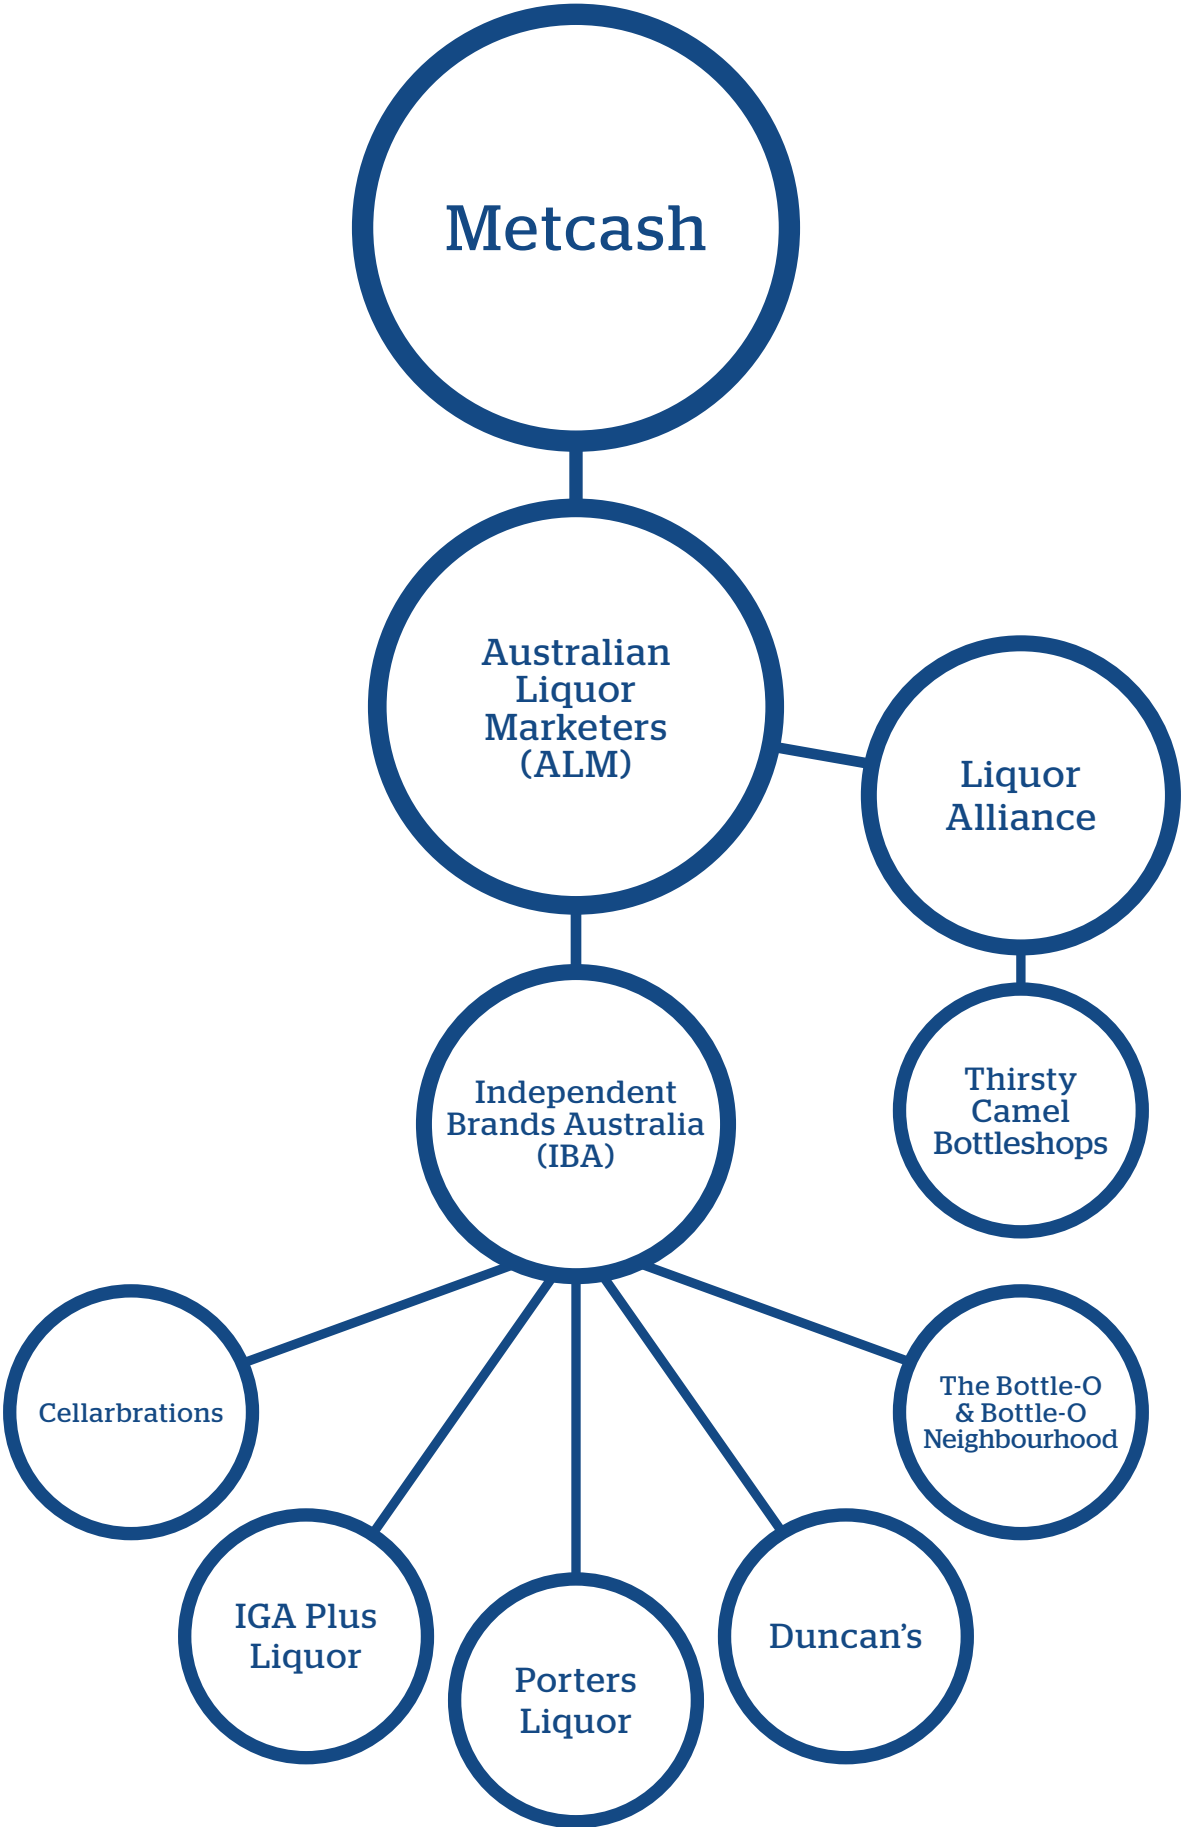 Metcash
Australian
Liquor
Marketers
(ALM)
Liquor
Alliance
Independent
Brands Australia
(IBA)
Thirsty
Camel
Bottleshops
Cellarbrations
The Bottle-O
& Bottle-O
Neighbourhood
IGA Plus
Liquor
Porters
Liquor
Duncan’s